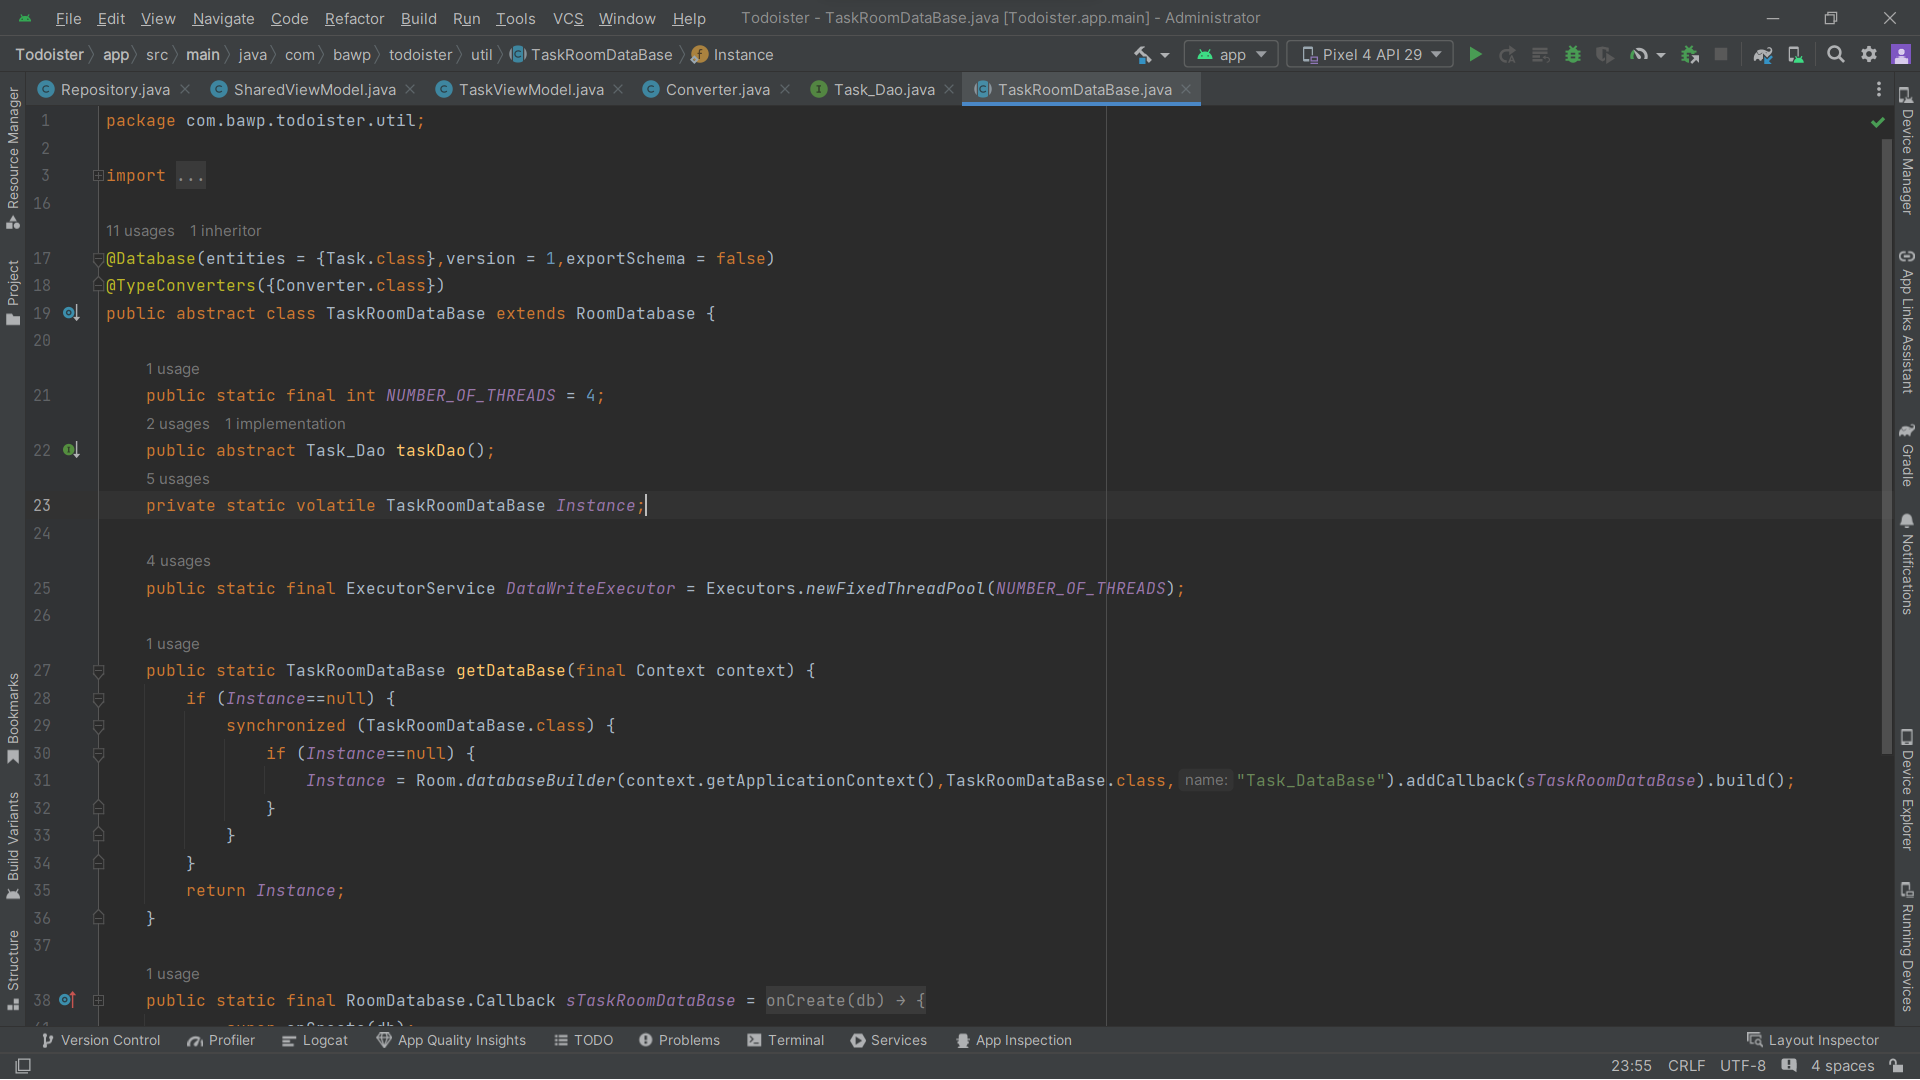 File Edit View Navigate Code Refactor Build Run Tools VCS Window Help Todoister - TaskRoomDataBase.java [Todoister.app.main] - Administrator
Todoister app src main java com bawp todoister util TaskRoomDataBase Instance app Pixel 4 API 29
Repository.java SharedViewModel.java TaskViewModel.java Converter.java Task_Dao.java TaskRoomDataBase.java
Resource Manager
Project
Bookmarks
Build Variants
Structure
1 package com.bawp.todoister.util;
2
3 import ...
16
11 usages 1 inheritor
17 @Database(entities = {Task.class},version = 1,exportSchema = false)
18 @TypeConverters({Converter.class})
19 public abstract class TaskRoomDataBase extends RoomDatabase {
20
1 usage
21 public static final int NUMBER_OF_THREADS = 4;
2 usages 1 implementation
22 public abstract Task_Dao taskDao();
5 usages
23 private static volatile TaskRoomDataBase Instance;
24
4 usages
25 public static final ExecutorService DataWriteExecutor = Executors.newFixedThreadPool(NUMBER_OF_THREADS);
26
1 usage
27 public static TaskRoomDataBase getDataBase(final Context context) {
28 if (Instance==null) {
29 synchronized (TaskRoomDataBase.class) {
30 if (Instance==null) {
31 Instance = Room.databaseBuilder(context.getApplicationContext(),TaskRoomDataBase.class, name: "Task_DataBase").addCallback(sTaskRoomDataBase).build();
32 }
33 }
34 }
35 return Instance;
36 }
37
1 usage
38 public static final RoomDatabase.Callback sTaskRoomDataBase = onCreate(db) → {
Device Manager
App Links Assistant
Gradle
Notifications
Device Explorer
Running Devices
Version Control Profiler Logcat App Quality Insights TODO Problems Terminal Services App Inspection Layout Inspector
23:55 CRLF UTF-8 4 spaces